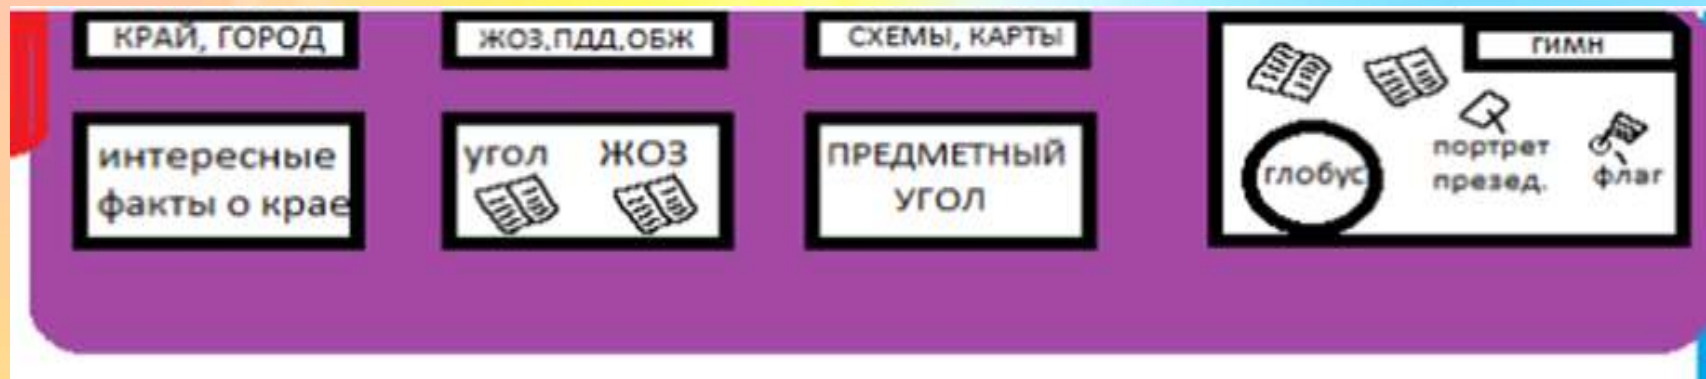 КРАЙ, ГОРОД
ЖОЗ,ПДД,ОБЖ
СХЕМЫ, КАРТЫ
ГИМН
интересные
факты о крае
угол ЖОЗ
ПРЕДМЕТНЫЙ
УГОЛ
глобус
портрет
презед.
флаг